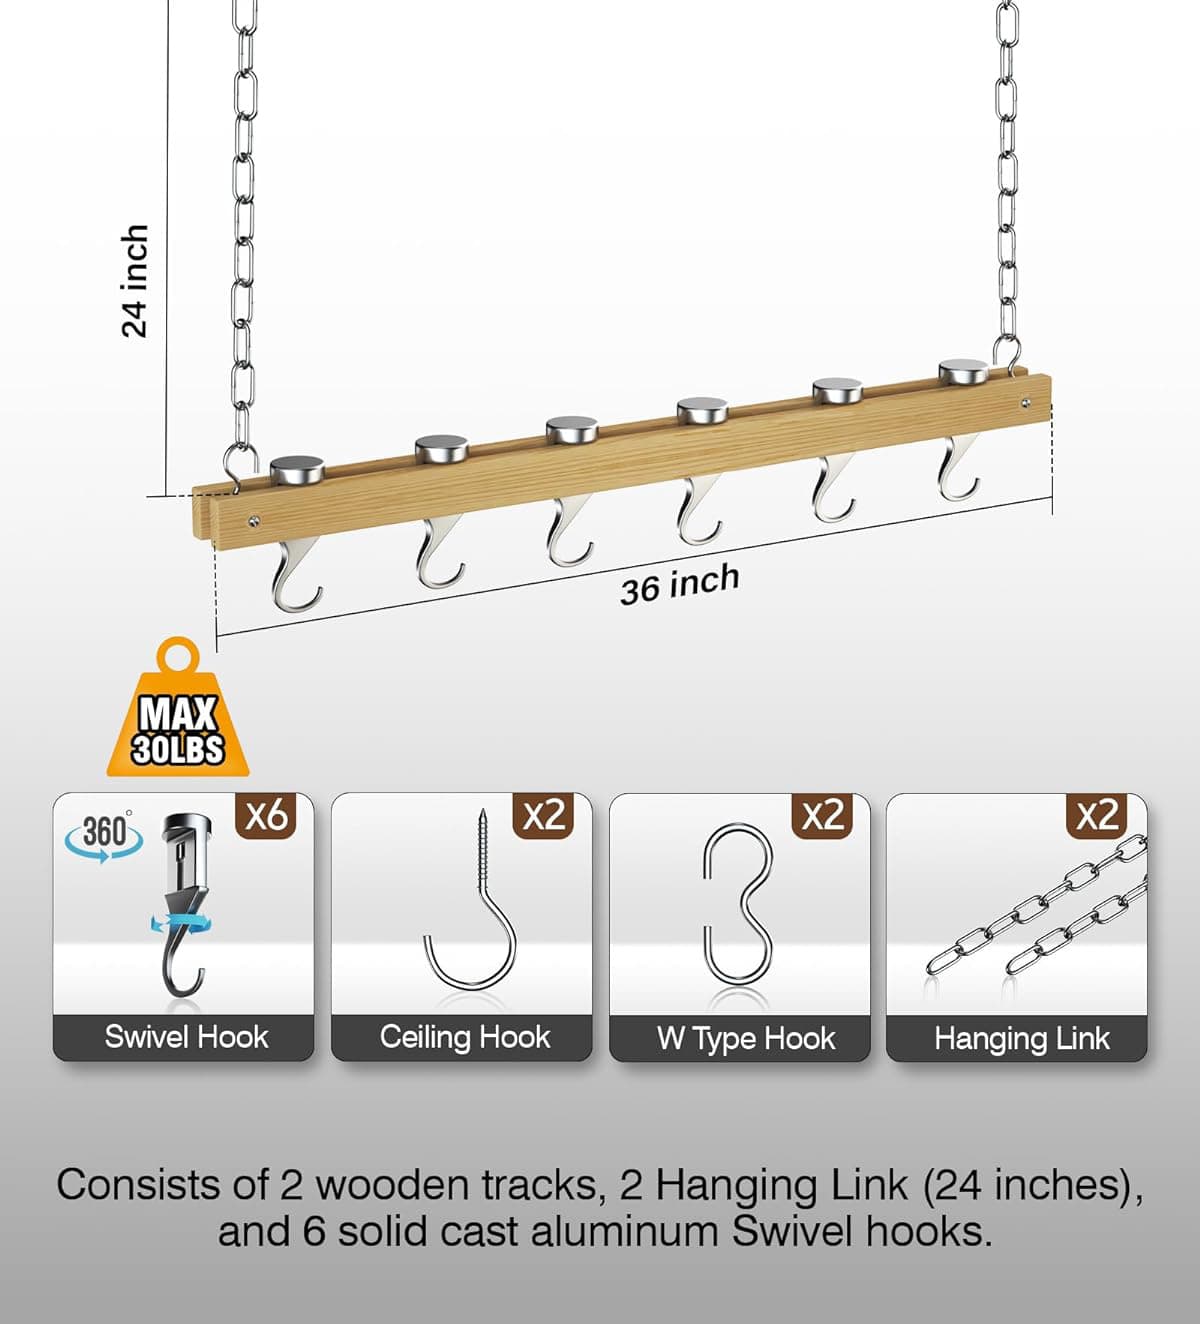 24 inch
36 inch
MAX
30LBS
360°
X6
X2
X2
X2
Swivel Hook
Ceiling Hook
W Type Hook
Hanging Link
Consists of 2 wooden tracks, 2 Hanging Link (24 inches),
and 6 solid cast aluminum Swivel hooks.